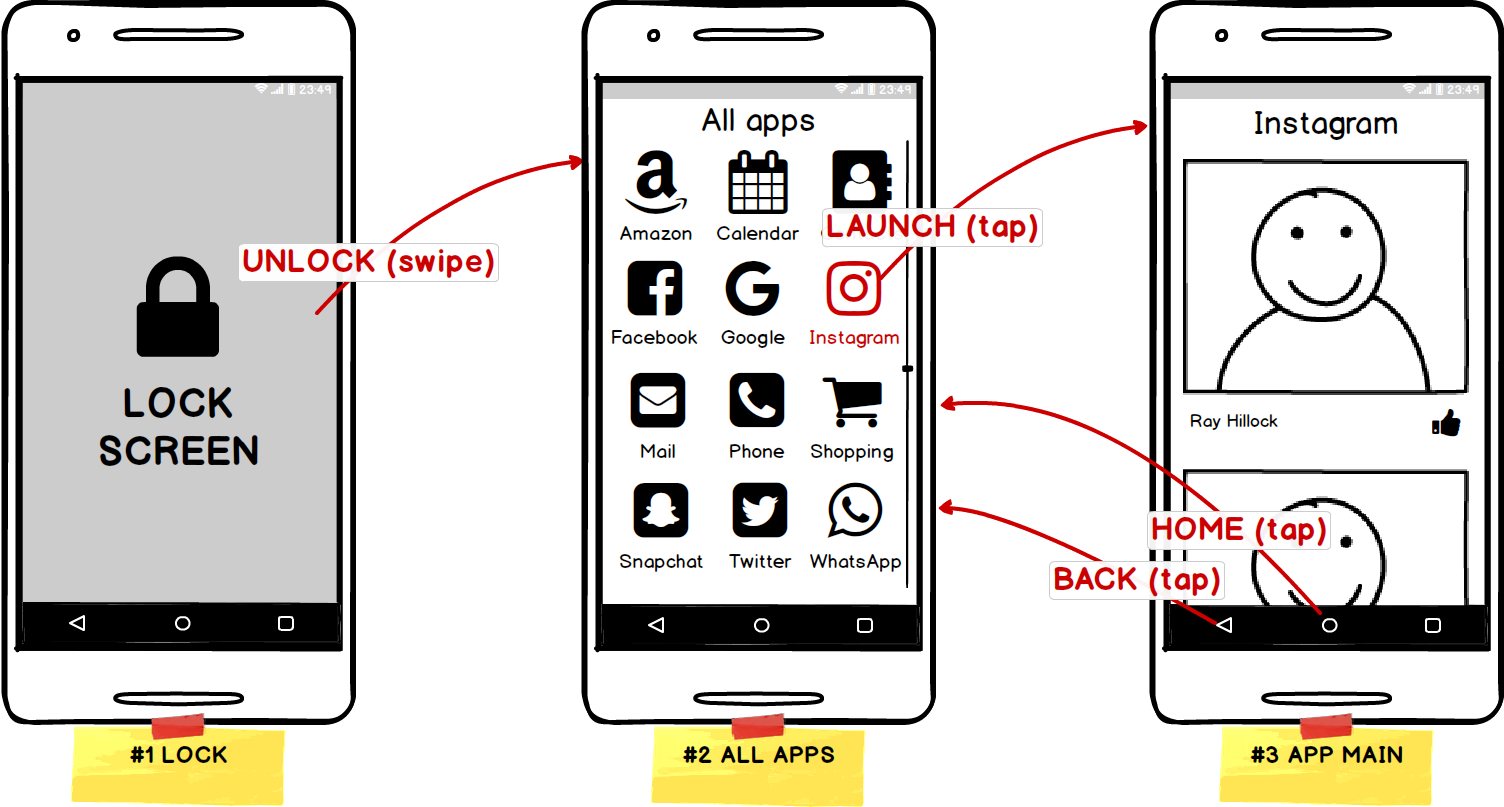 23:49
UNLOCK (swipe)
LOCK
SCREEN
#1 LOCK
23:49
All apps
Amazon Calendar
LAUNCH (tap)
Facebook Google Instagram
Mail Phone Shopping
Snapchat Twitter WhatsApp
#2 ALL APPS
23:49
Instagram
Ray Hillock
HOME (tap)
BACK (tap)
#3 APP MAIN